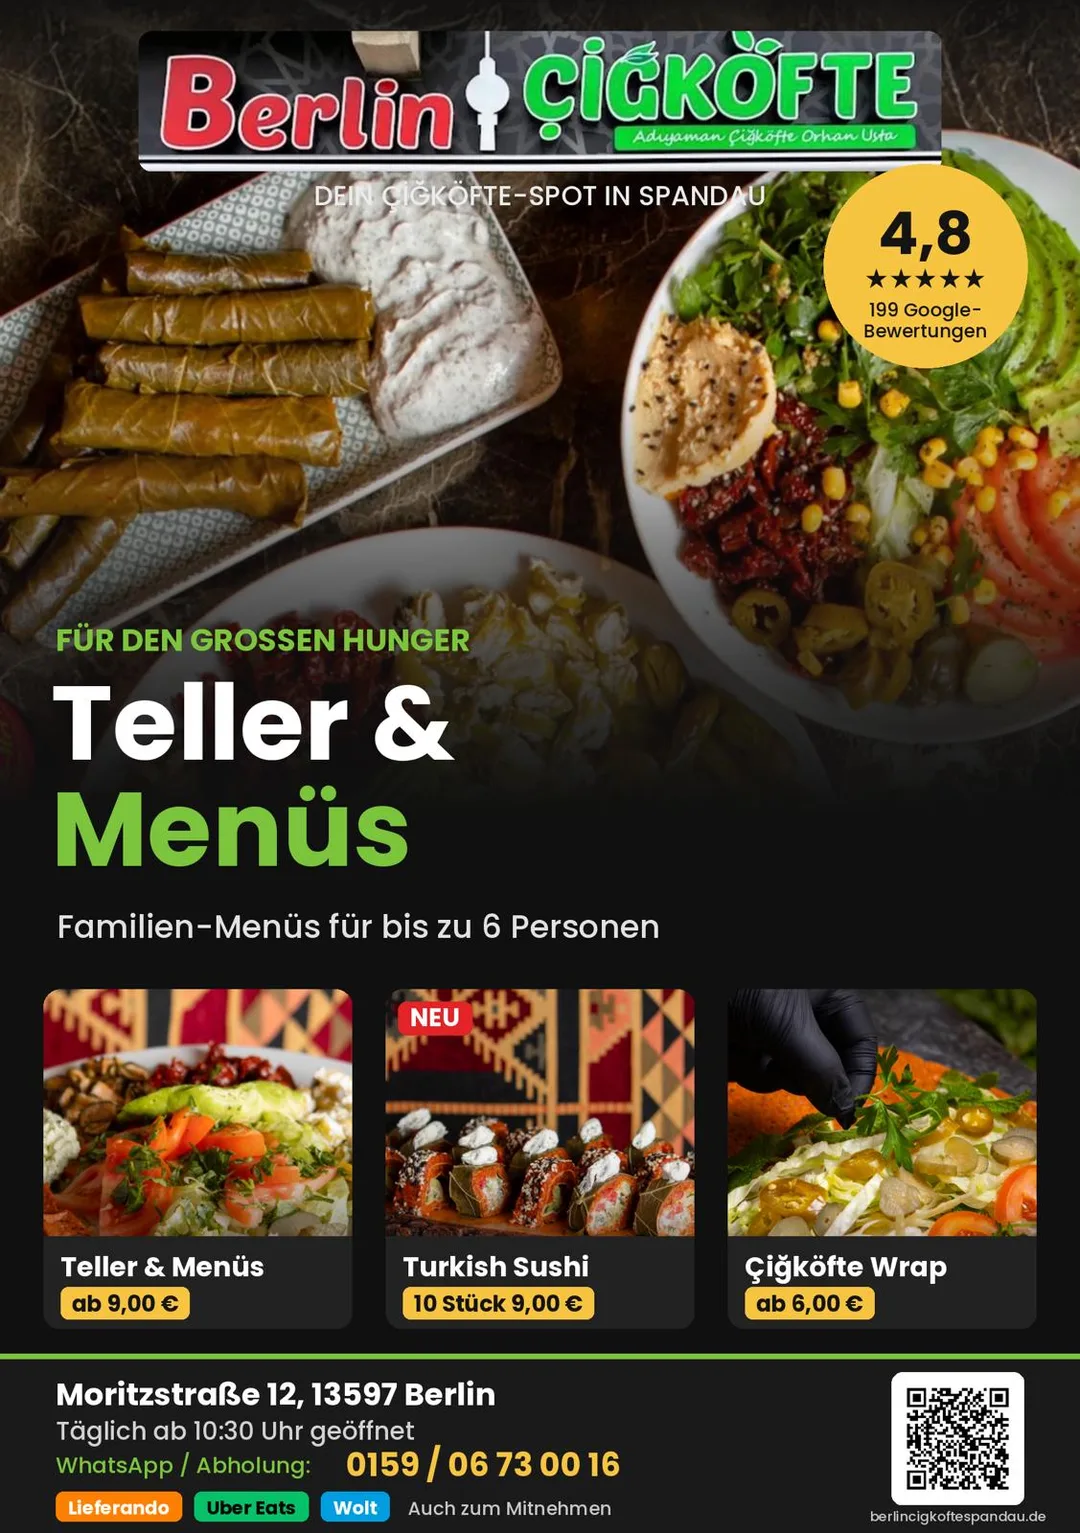 Berlin ÇİĞKÖFTE
Adıyaman Çiğköfte Orhan Usta
DEIN ÇIĞKÖFTE-SPOT IN SPANDAU
4,8
★★★★★
199 Google-
Bewertungen
FÜR DEN GROSSEN HUNGER
Teller &
Menüs
Familien-Menüs für bis zu 6 Personen
NEU
Teller & Menüs
ab 9,00 €
Turkish Sushi
10 Stück 9,00 €
Çiğköfte Wrap
ab 6,00 €
Moritzstraße 12, 13597 Berlin
Täglich ab 10:30 Uhr geöffnet
WhatsApp / Abholung: 0159 / 06 73 00 16
Lieferando Uber Eats Wolt Auch zum Mitnehmen
berlincigkoftespandau.de